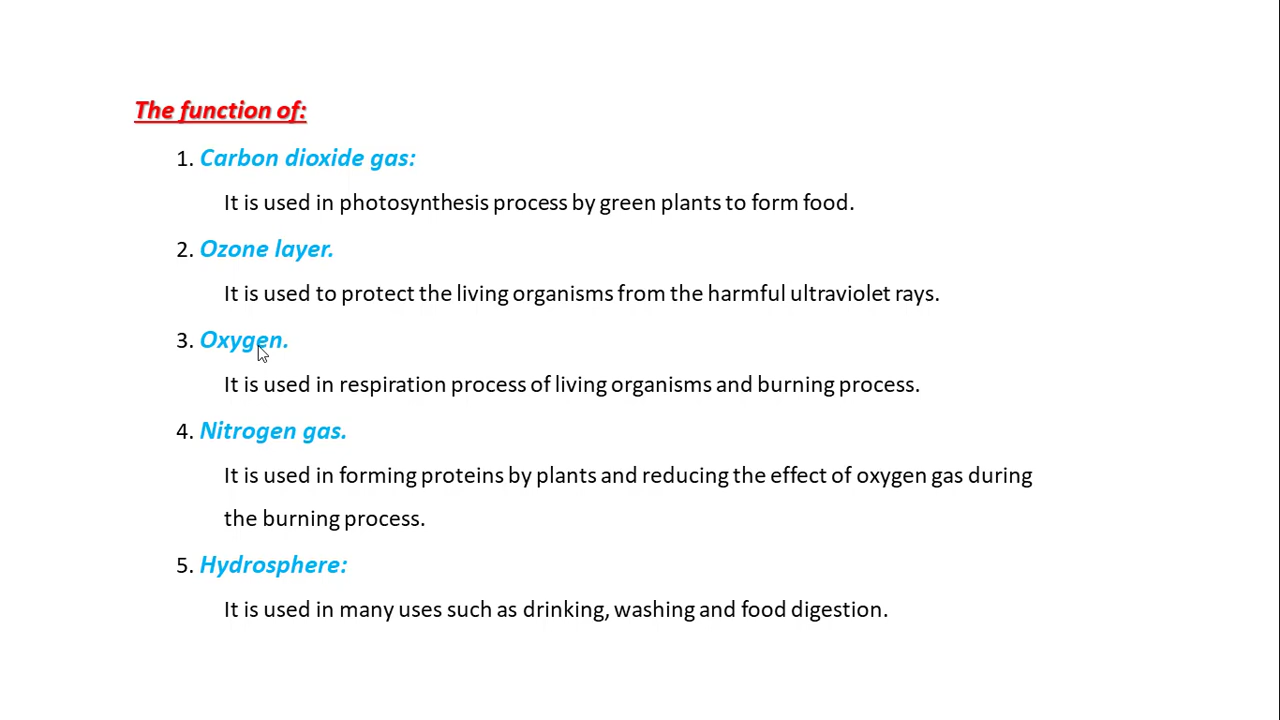 The function of:
1. Carbon dioxide gas:
It is used in photosynthesis process by green plants to form food.
2. Ozone layer.
It is used to protect the living organisms from the harmful ultraviolet rays.
3. Oxygen.
It is used in respiration process of living organisms and burning process.
4. Nitrogen gas.
It is used in forming proteins by plants and reducing the effect of oxygen gas during
the burning process.
5. Hydrosphere:
It is used in many uses such as drinking, washing and food digestion.